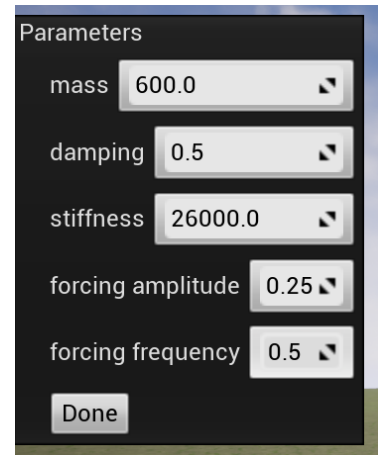 Parameters
mass 600.0
damping 0.5
stiffness 26000.0
forcing amplitude 0.25
forcing frequency 0.5
Done